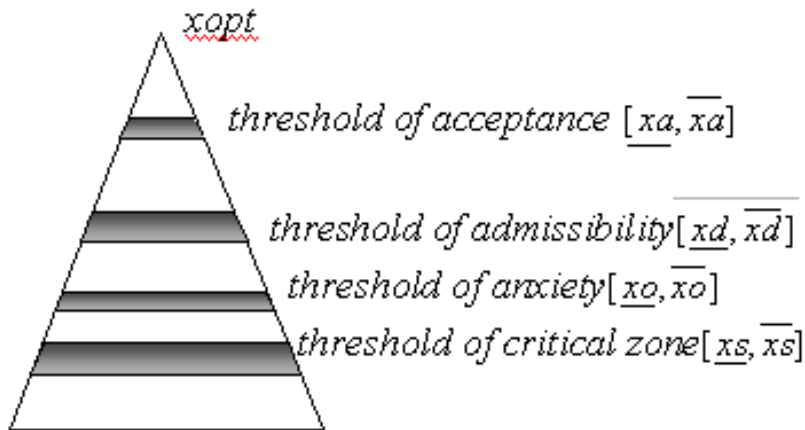 xopt
threshold of acceptance [xa, xa]
threshold of admissibility[xd, xd]
threshold of anxiety[xo, xo]
threshold of critical zone[xs, xs]